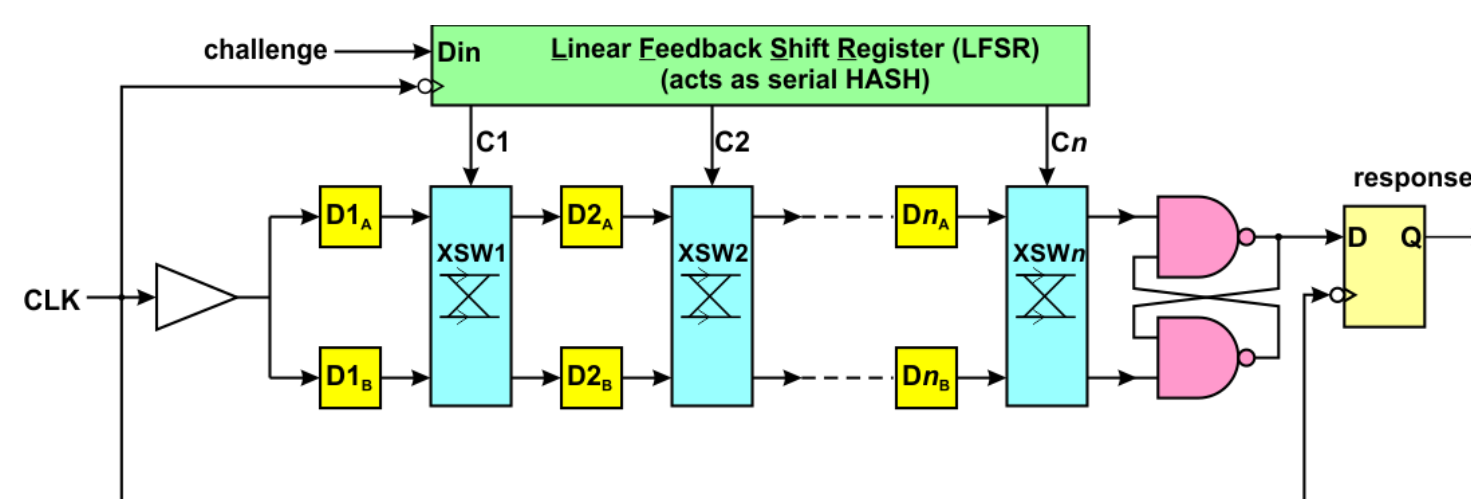 Linear Feedback Shift Register (LFSR)
(acts as serial HASH)
challenge
Din
C1
C2
Cn
response
D1A
XSW1
D2A
XSW2
DnA
XSWn
D
Q
CLK
D1B
D2B
DnB